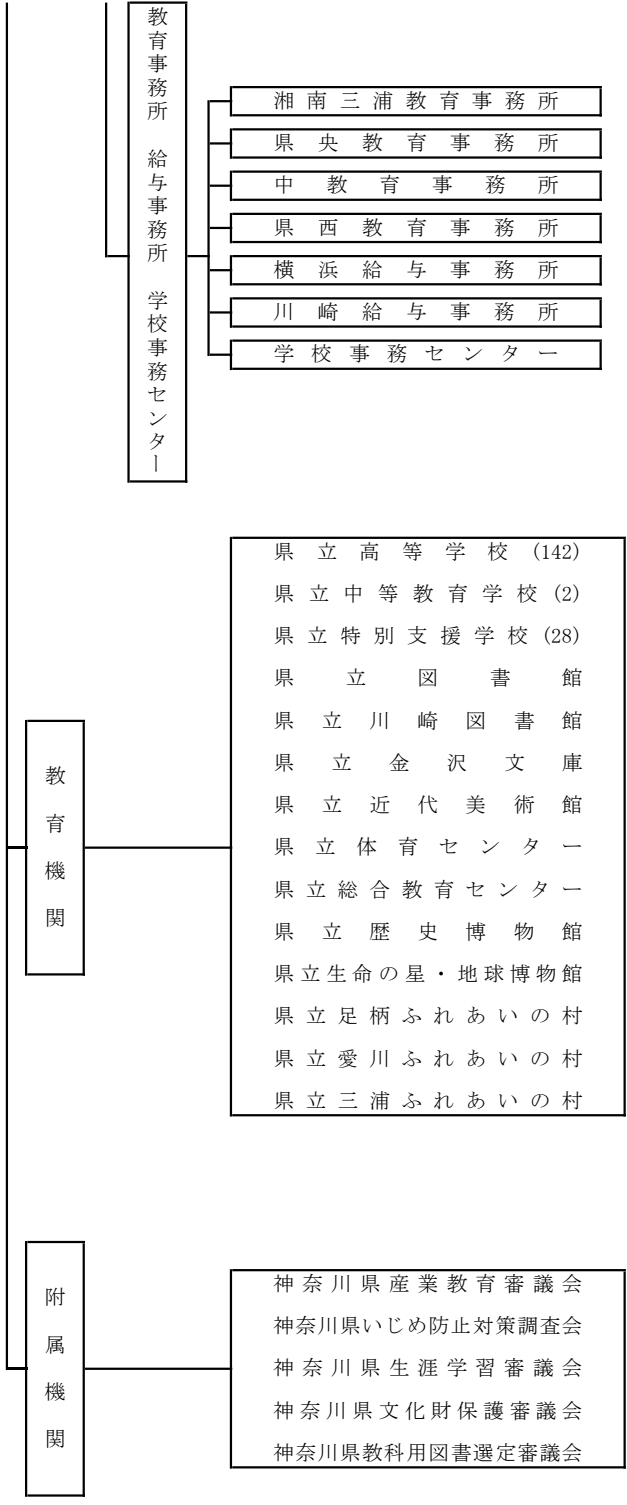 教育事務所　給与事務所　学校事務センター
湘南三浦教育事務所
県央教育事務所
中教育事務所
県西教育事務所
横浜給与事務所
川崎給与事務所
学校事務センター
教育機関
県立高等学校(142)
県立中等教育学校(2)
県立特別支援学校(28)
県立図書館
県立川崎図書館
県立金沢文庫
県立近代美術館
県立体育センター
県立総合教育センター
県立歴史博物館
県立生命の星・地球博物館
県立足柄ふれあいの村
県立愛川ふれあいの村
県立三浦ふれあいの村
附属機関
神奈川県産業教育審議会
神奈川県いじめ防止対策調査会
神奈川県生涯学習審議会
神奈川県文化財保護審議会
神奈川県教科用図書選定審議会